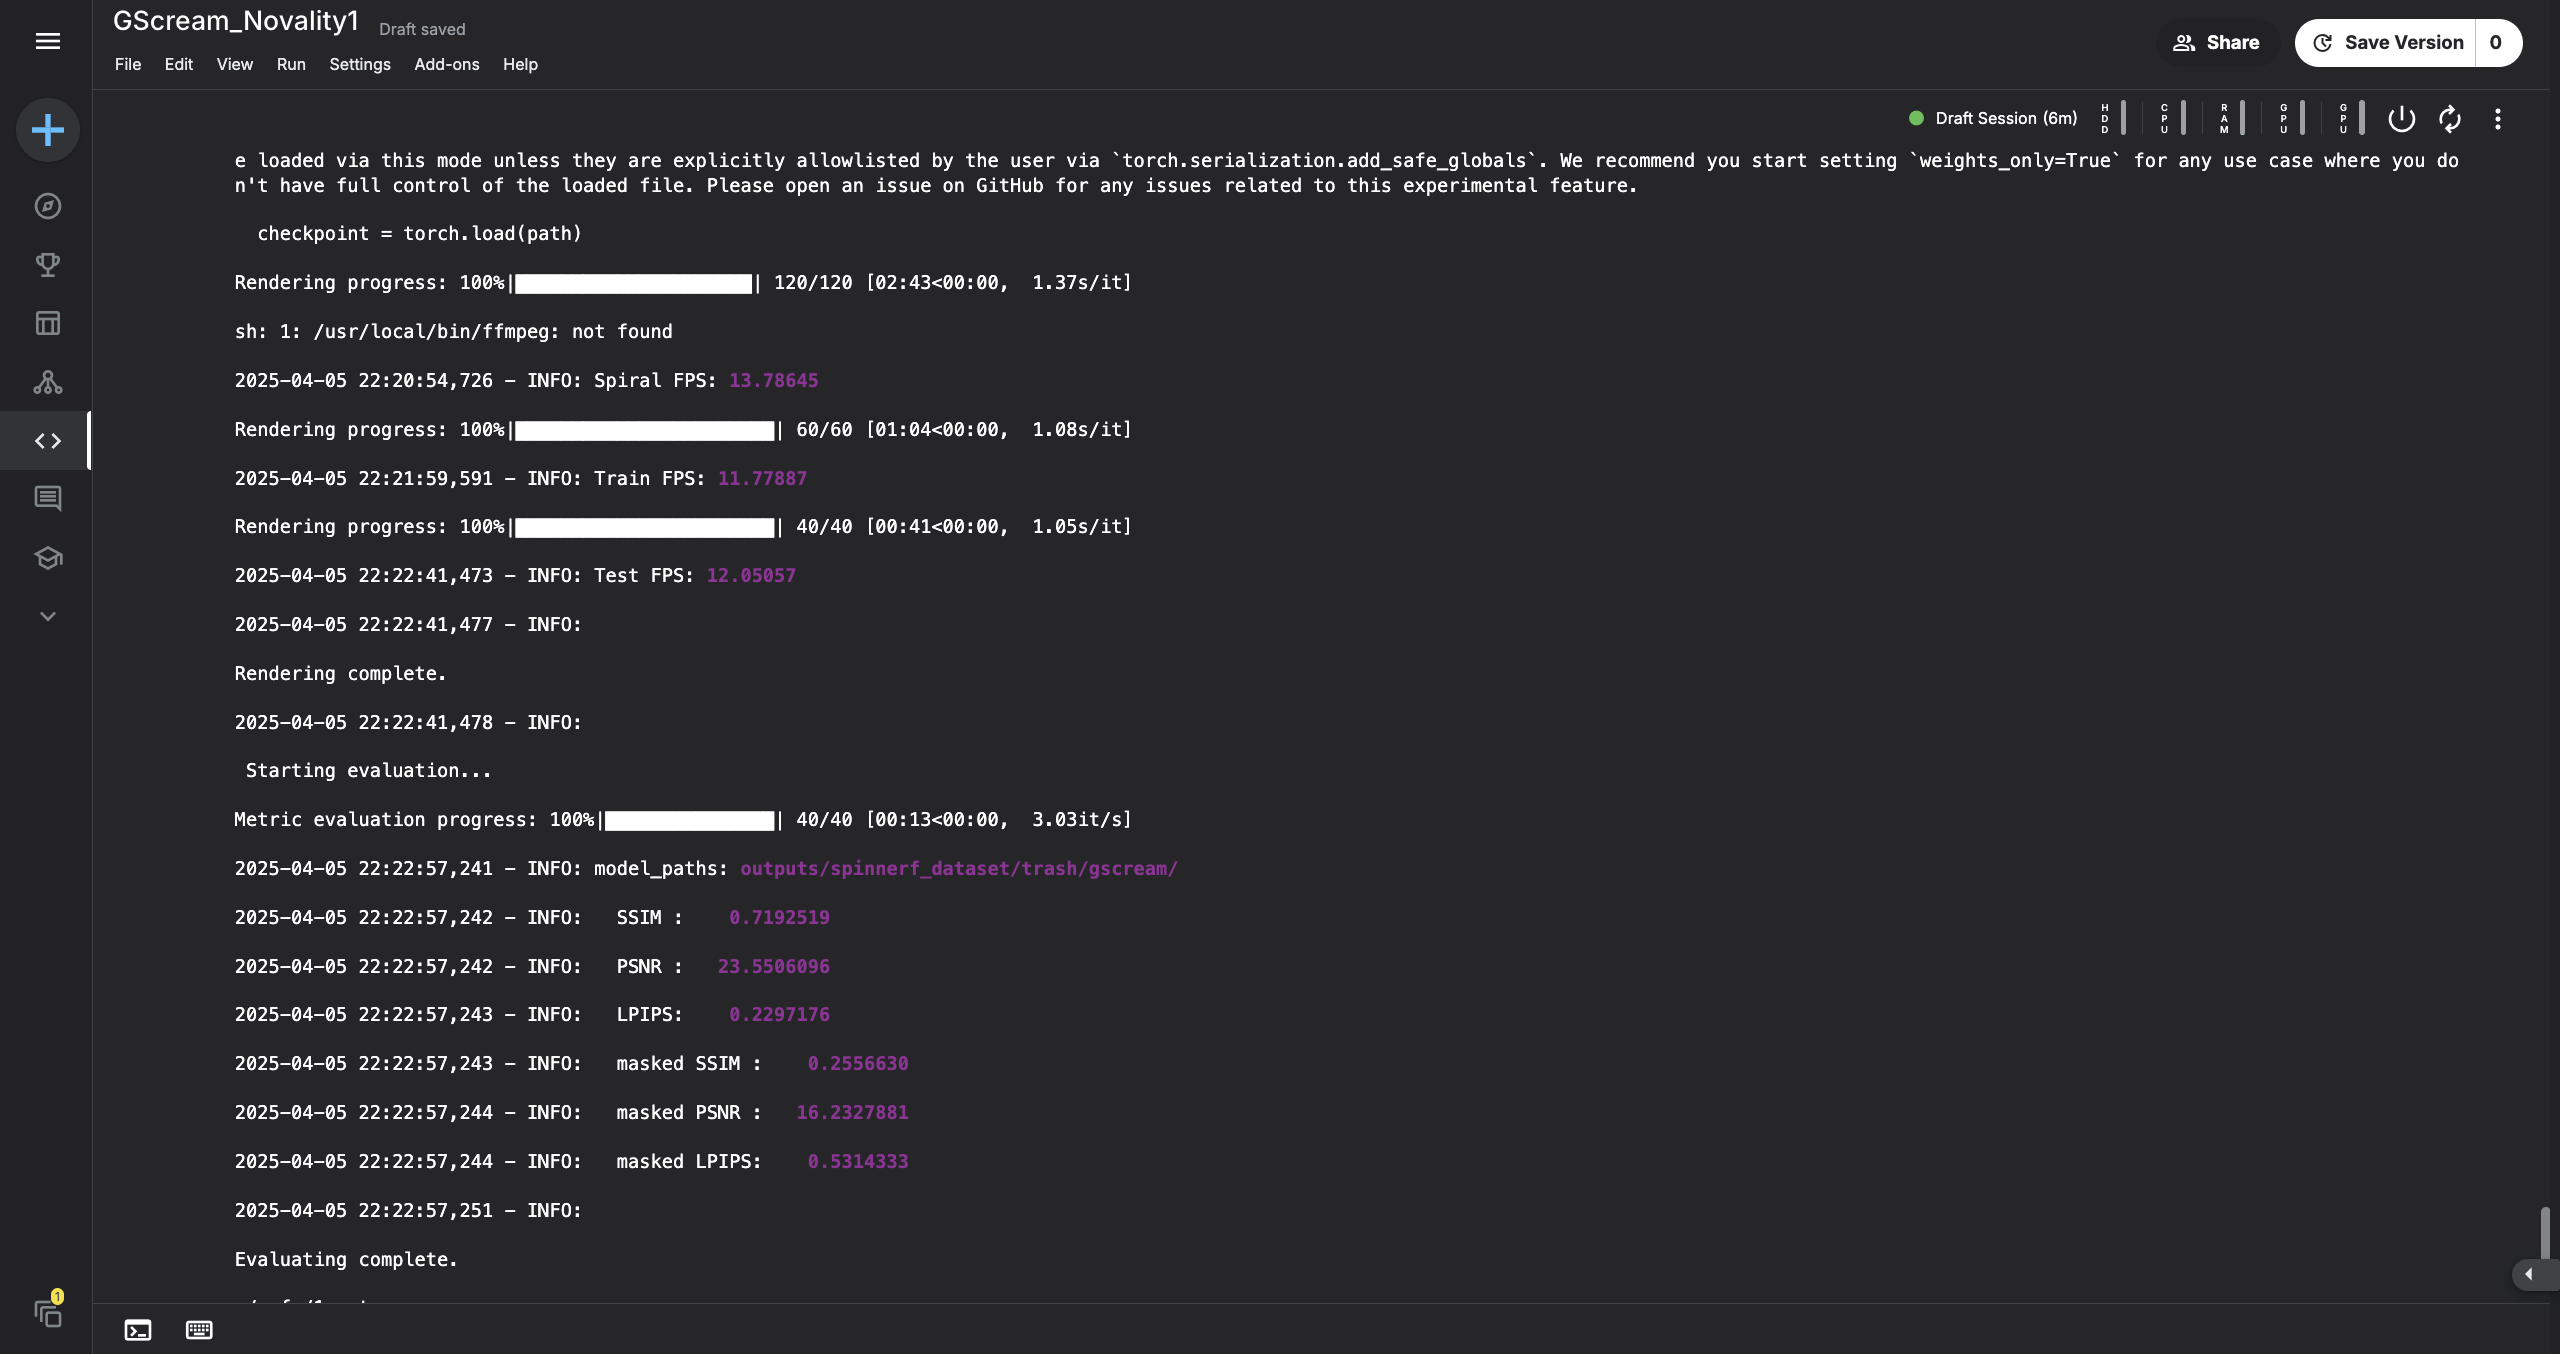 GScream_Novality1
Draft saved
File Edit View Run Settings Add-ons Help
Share
Save Version 0
Draft Session (6m)
HDD
CPU
RAM
GPU
GPU
e loaded via this mode unless they are explicitly allowlisted by the user via `torch.serialization.add_safe_globals`. We recommend you start setting `weights_only=True` for any use case where you do
n't have full control of the loaded file. Please open an issue on GitHub for any issues related to this experimental feature.
checkpoint = torch.load(path)
Rendering progress: 100%|██████████| 120/120 [02:43<00:00,  1.37s/it]
sh: 1: /usr/local/bin/ffmpeg: not found
2025-04-05 22:20:54,726 - INFO: Spiral FPS: 13.78645
Rendering progress: 100%|██████████| 60/60 [01:04<00:00,  1.08s/it]
2025-04-05 22:21:59,591 - INFO: Train FPS: 11.77887
Rendering progress: 100%|██████████| 40/40 [00:41<00:00,  1.05s/it]
2025-04-05 22:22:41,473 - INFO: Test FPS: 12.05057
2025-04-05 22:22:41,477 - INFO:
Rendering complete.
2025-04-05 22:22:41,478 - INFO:
Starting evaluation...
Metric evaluation progress: 100%|██████████| 40/40 [00:13<00:00,  3.03it/s]
2025-04-05 22:22:57,241 - INFO: model_paths: outputs/spinnerf_dataset/trash/gscream/
2025-04-05 22:22:57,242 - INFO:   SSIM :    0.7192519
2025-04-05 22:22:57,242 - INFO:   PSNR :   23.5506096
2025-04-05 22:22:57,243 - INFO:   LPIPS:    0.2297176
2025-04-05 22:22:57,243 - INFO:   masked SSIM :    0.2556630
2025-04-05 22:22:57,244 - INFO:   masked PSNR :   16.2327881
2025-04-05 22:22:57,244 - INFO:   masked LPIPS:    0.5314333
2025-04-05 22:22:57,251 - INFO:
Evaluating complete.
1